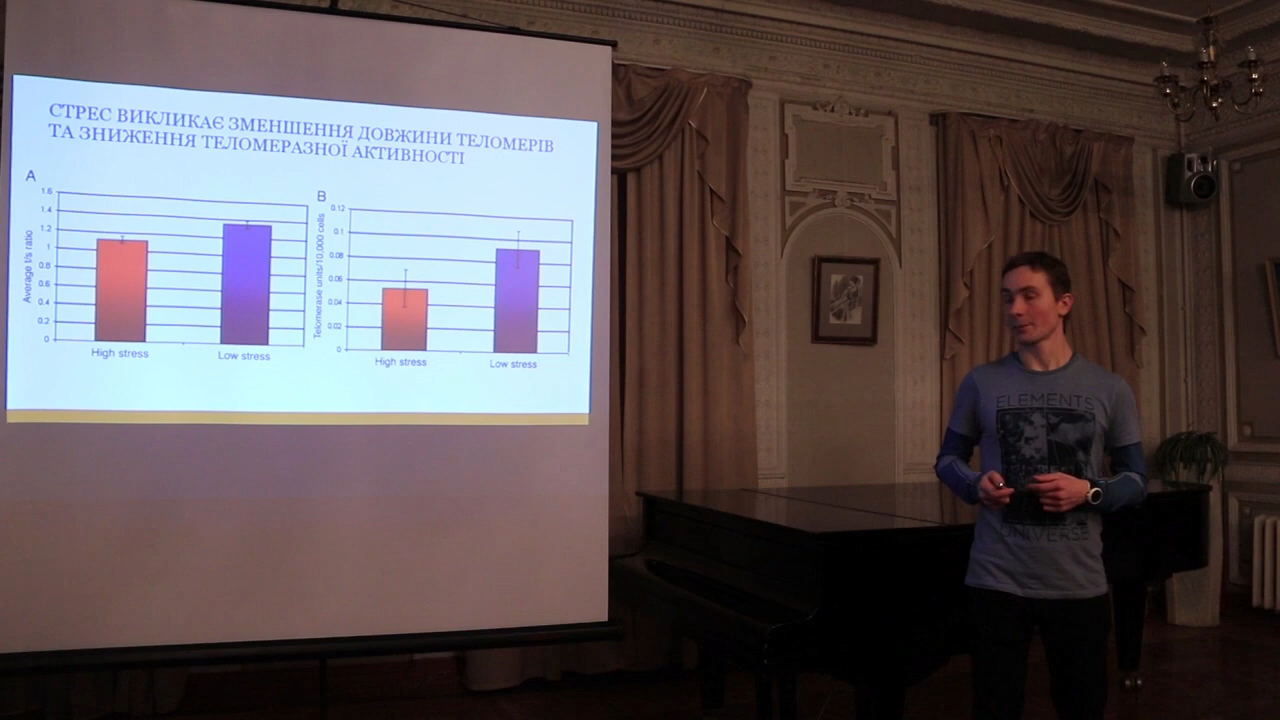 СТРЕС ВИКЛИКАЄ ЗМЕНШЕННЯ ДОВЖИНИ ТЕЛОМЕРІВ
ТА ЗНИЖЕННЯ ТЕЛОМЕРАЗНОЇ АКТИВНОСТІ
A
Average t/s ratio
1.6
1.4
1.2
1
0.8
0.6
0.4
0.2
0
High stress
Low stress
B
Telomerase units/10,000 cells
0.12
0.1
0.08
0.06
0.04
0.02
0
High stress
Low stress
ELEMENTS
UNIVERSE